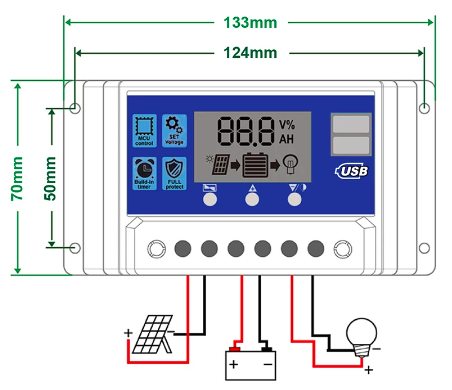 133mm
124mm
70mm
50mm
MCU
control
SET
Voltage
88.8 V%
AH
Build-in
timer
FULL
protect
USB
+ -
+ -
- +